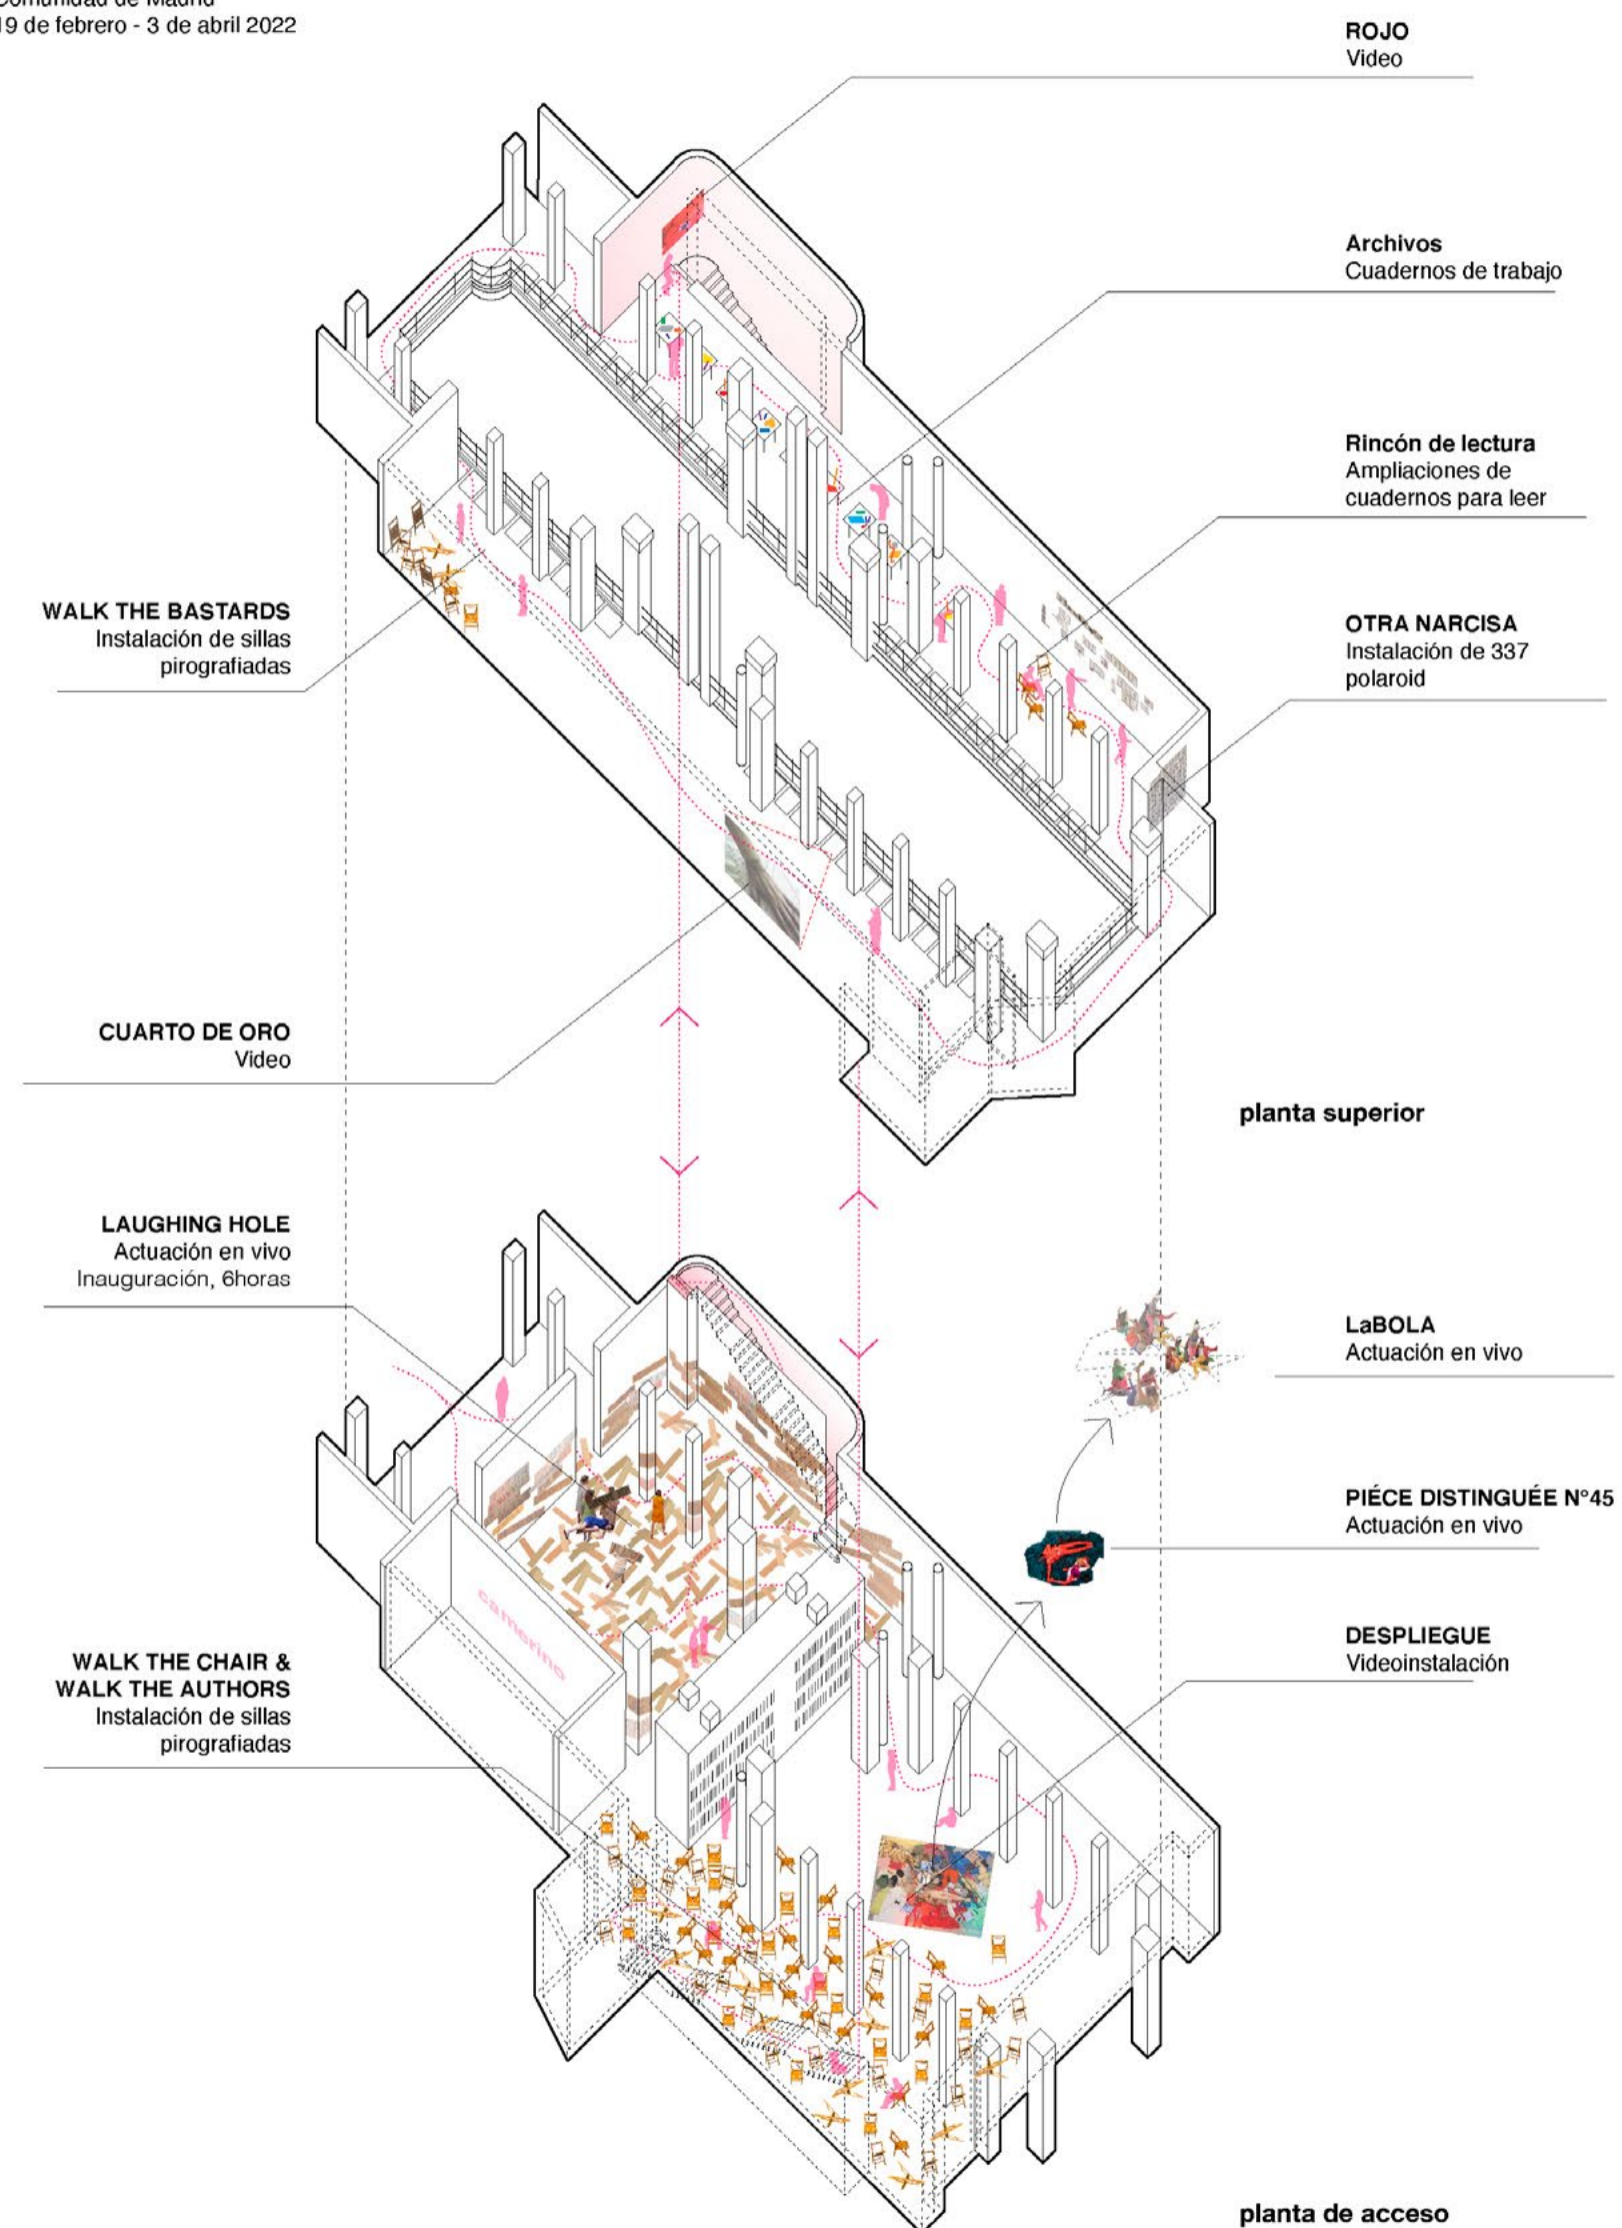 Comunidad de Madrid
19 de febrero - 3 de abril 2022
ROJO
Video
Archivos
Cuadernos de trabajo
Rincón de lectura
Ampliaciones de
cuadernos para leer
WALK THE BASTARDS
Instalación de sillas
pirografiadas
OTRA NARCISA
Instalación de 337
polaroid
CUARTO DE ORO
Video
planta superior
LAUGHING HOLE
Actuación en vivo
Inauguración, 6horas
LaBOLA
Actuación en vivo
PIÉCE DISTINGUÉE N°45
Actuación en vivo
camerino
DESPLIEGUE
Videoinstalación
WALK THE CHAIR &
WALK THE AUTHORS
Instalación de sillas
pirografiadas
planta de acceso